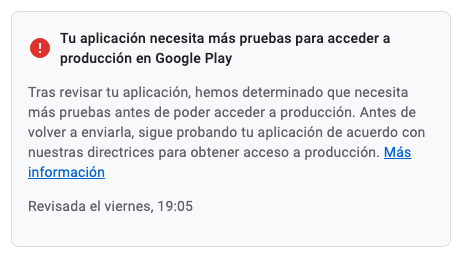 Tu aplicación necesita más pruebas para acceder a
producción en Google Play
Tras revisar tu aplicación, hemos determinado que necesita
más pruebas antes de poder acceder a producción. Antes de
volver a enviarla, sigue probando tu aplicación de acuerdo con
nuestras directrices para obtener acceso a producción. Más
información
Revisada el viernes, 19:05